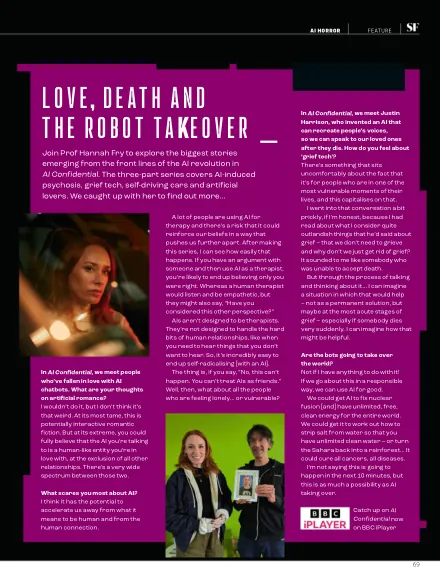 AI HORROR
FEATURE
SF
LOVE, DEATH AND
THE ROBOT TAKEOVER _
Join Prof Hannah Fry to explore the biggest stories
emerging from the front lines of the AI revolution in
AI Confidential. The three-part series covers AI-induced
psychosis, grief tech, self-driving cars and artificial
lovers. We caught up with her to find out more...
In AI Confidential, we meet people
who've fallen in love with AI
chatbots. What are your thoughts
on artificial romance?
I wouldn't do it, but I don't think it's
that weird. At its most tame, this is
potentially interactive romantic
fiction. But at its extreme, you could
fully believe that the AI you're talking
to is a human-like entity you're in
love with, at the exclusion of all other
relationships. There's a very wide
spectrum between those two.
What scares you most about AI?
I think it has the potential to
accelerate us away from what it
means to be human and from the
human connection.
A lot of people are using AI for
therapy and there's a risk that it could
reinforce our beliefs in a way that
pushes us further apart. After making
this series, I can see how easily that
happens. If you have an argument with
someone and then use AI as a therapist,
you're likely to end up believing only you
were right. Whereas a human therapist
would listen and be empathetic, but
they might also say, "Have you
considered this other perspective?"
AIs aren't designed to be therapists.
They're not designed to handle the hard
bits of human relationships, like when
you need to hear things that you don't
want to hear. So, it's incredibly easy to
end up self-radicalising [with an AI].
The thing is, if you say, "No, this can't
happen. You can't treat AIs as friends."
Well, then, what about all the people
who are feeling lonely... or vulnerable?
In AI Confidential, we meet Justin
Harrison, who invented an AI that
can recreate people's voices,
so we can speak to our loved ones
after they die. How do you feel about
'grief tech'?
There's something that sits
uncomfortably about the fact that
it's for people who are in one of the
most vulnerable moments of their
lives, and this capitalises on that.
I went into that conversation a bit
prickly, if I'm honest, because I had
read about what I consider quite
outlandish things that he'd said about
grief – that we don't need to grieve
and why don't we just get rid of grief?
It sounded to me like somebody who
was unable to accept death.
But through the process of talking
and thinking about it... I can imagine
a situation in which that would help
– not as a permanent solution, but
maybe at the most acute stages of
grief – especially if somebody dies
very suddenly. I can imagine how that
might be helpful.
Are the bots going to take over
the world?
Not if I have anything to do with it!
If we go about this in a responsible
way, we can use AI for good.
We could get AI to fix nuclear
fusion [and] have unlimited, free,
clean energy for the entire world.
We could get it to work out how to
strip salt from water so that you
have unlimited clean water – or turn
the Sahara back into a rainforest... It
could cure all cancers, all diseases.
I'm not saying this is going to
happen in the next 10 minutes, but
this is as much a possibility as AI
taking over.
BBC
iPLAYER
Catch up on AI
Confidential now
on BBC iPlayer
69